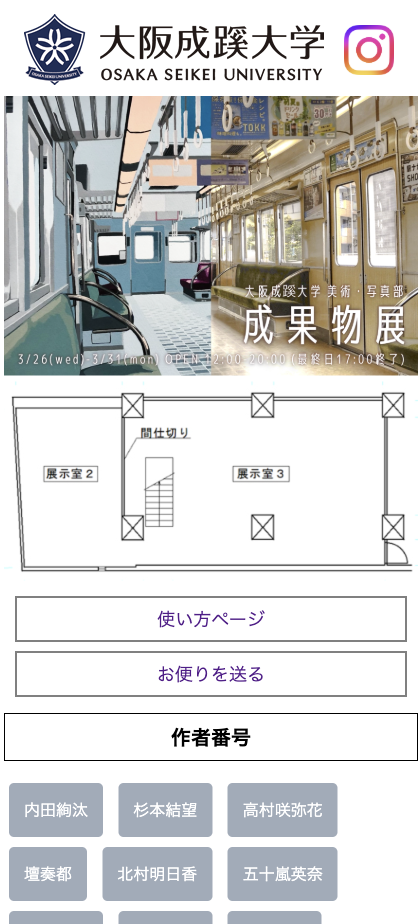 大阪成蹊大学
OSAKA SEIKEI UNIVERSITY
レシピ。
TOKK
大阪成蹊大学 美術・写真部
成果物展
3/26(wed)-3/31(mon) OPEN 12:00-20:00 (最終日17:00終了)
間仕切り
展示室2
展示室3
使い方ページ
お便りを送る
作者番号
内田絢汰
杉本結望
高村咲弥花
壇奏都
北村明日香
五十嵐英奈